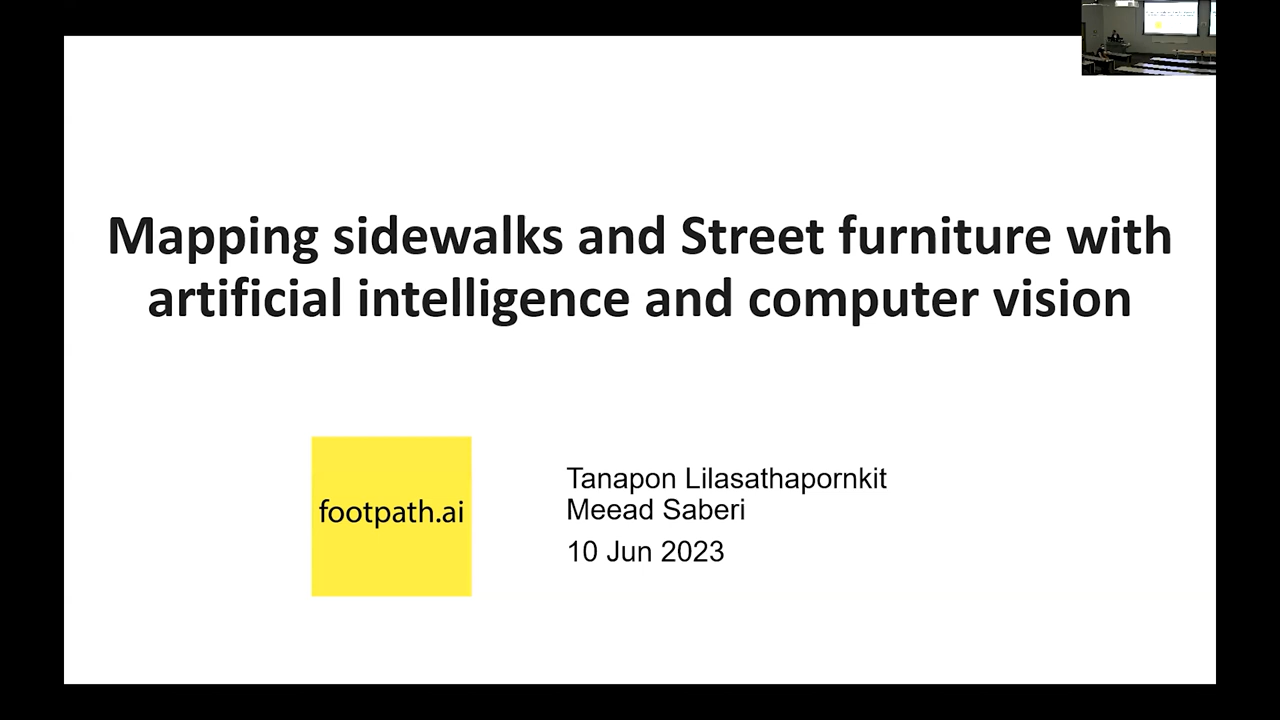 Mapping sidewalks and Street furniture with
artificial intelligence and computer vision
footpath.ai
Tanapon Lilasathapornkit
Meead Saberi
10 Jun 2023